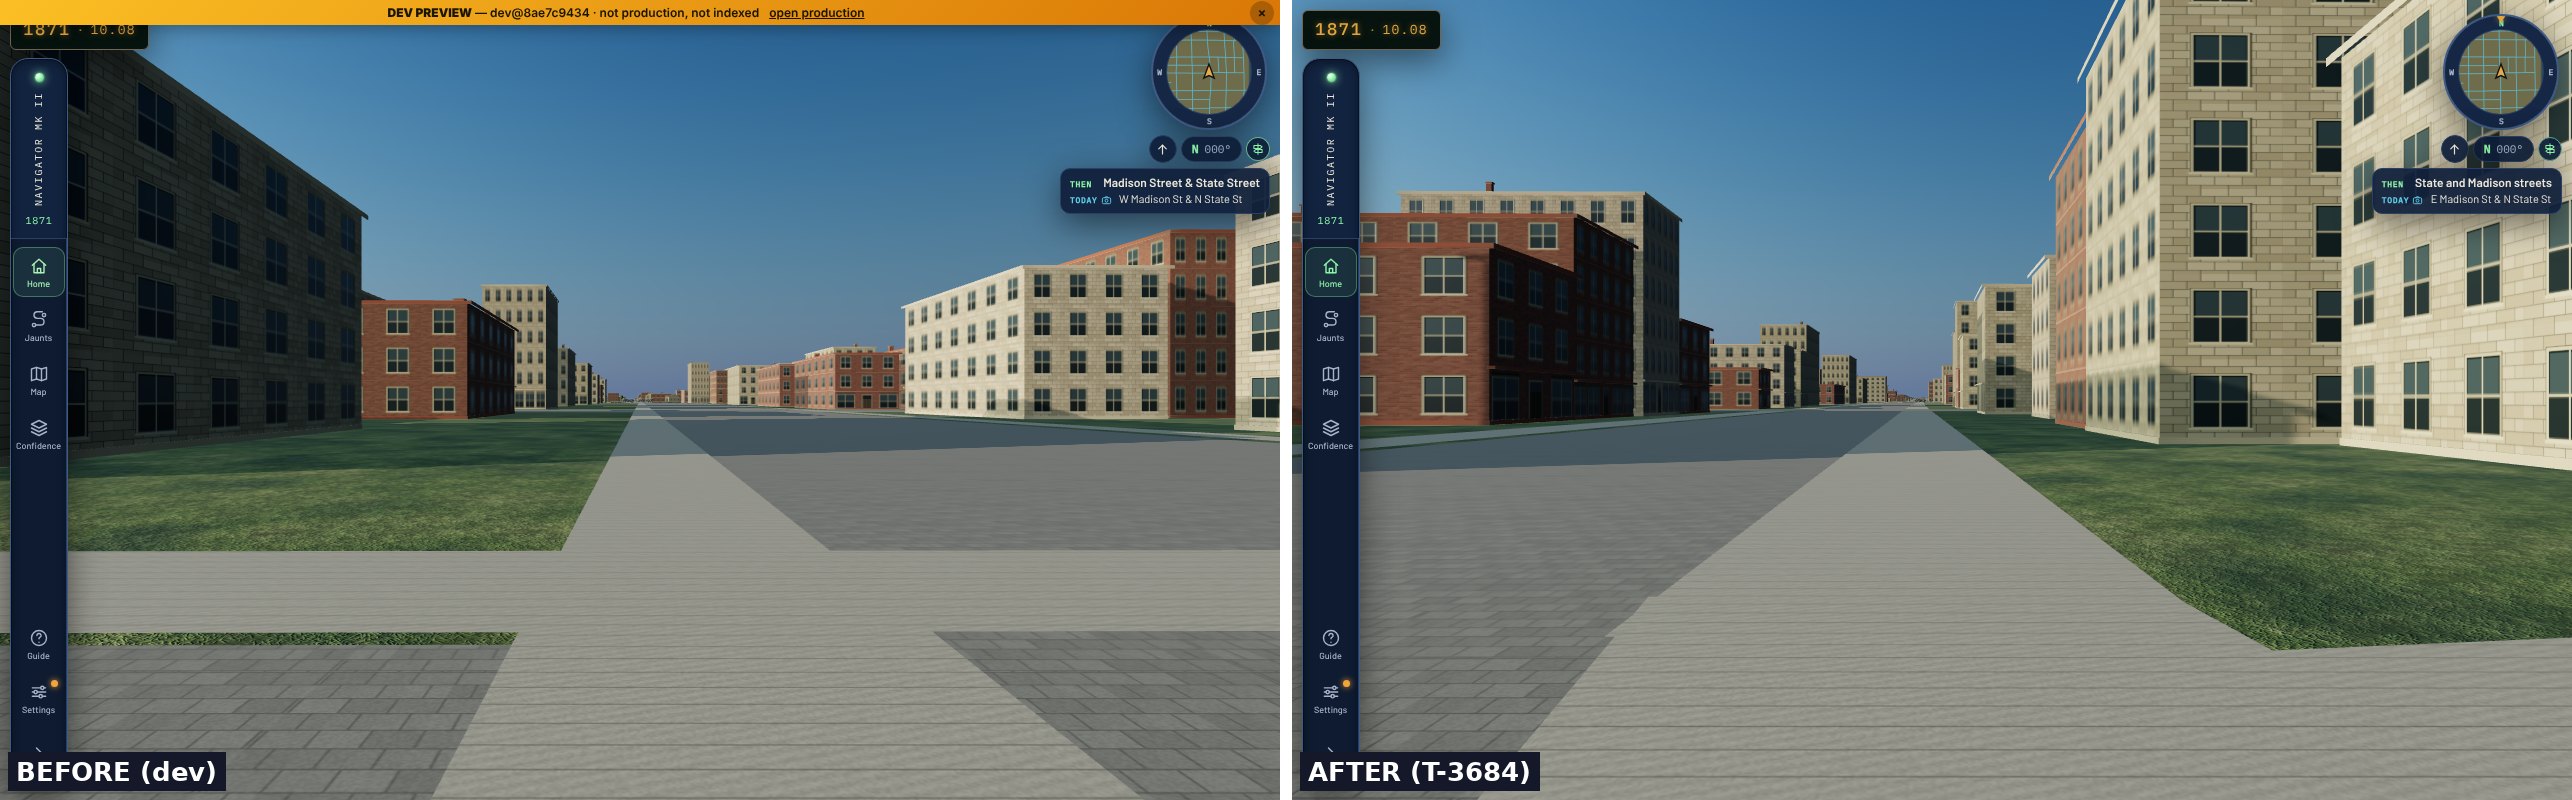 DEV PREVIEW — dev@8ae7c9434 · not production, not indexed open production ×
1871 · 10.08
NAVIGATOR MK II
1871
Home
Jaunts
Map
Confidence
Guide
Settings
W E
S
N 000°
THEN Madison Street & State Street
TODAY W Madison St & N State St
BEFORE (dev)
1871 · 10.08
NAVIGATOR MK II
1871
Home
Jaunts
Map
Confidence
Guide
Settings
N
W E
S
N 000°
THEN State and Madison streets
TODAY E Madison St & N State St
AFTER (T-3684)